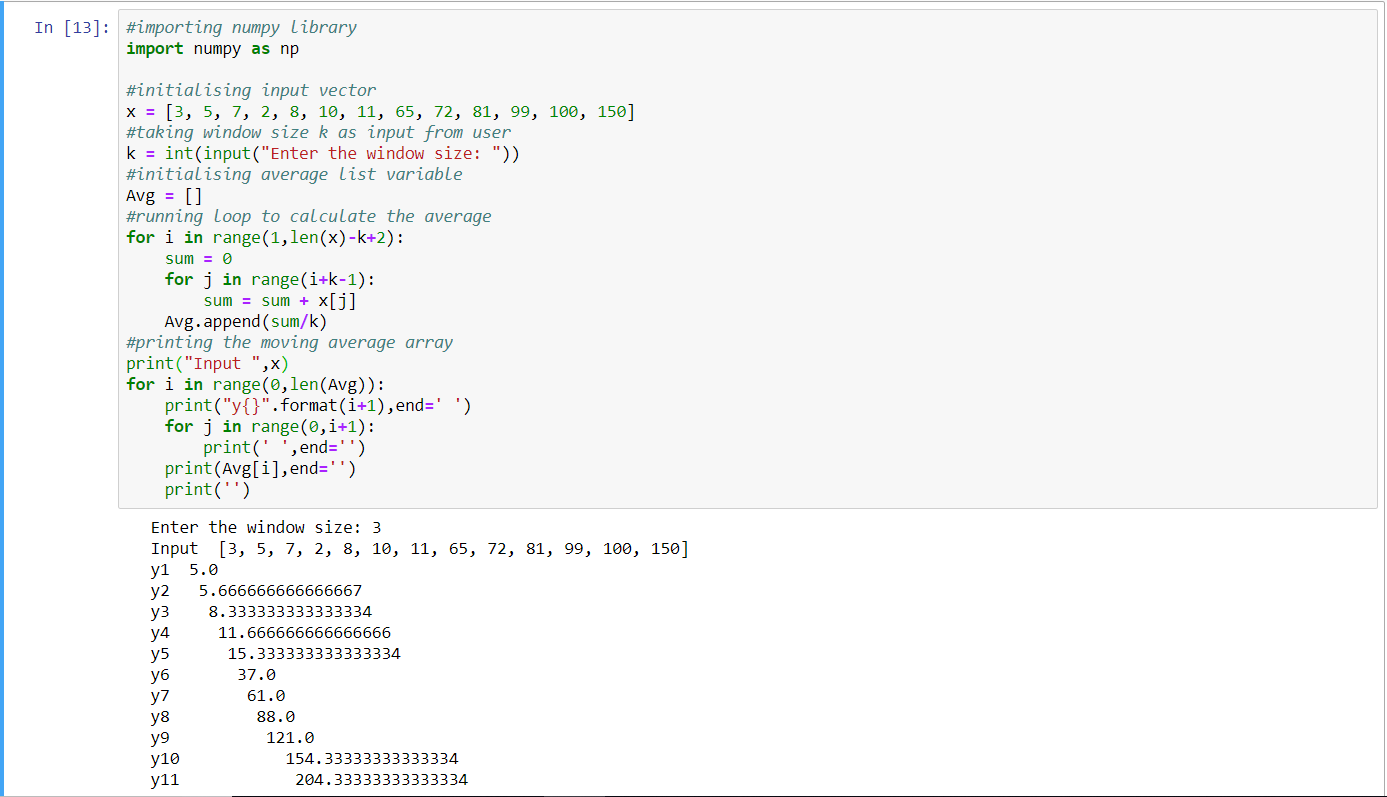 In [13]: #importing numpy library
import numpy as np
#initialising input vector
x = [3, 5, 7, 2, 8, 10, 11, 65, 72, 81, 99, 100, 150]
#taking window size k as input from user
k = int(input("Enter the window size: "))
#initialising average list variable
Avg = []
#running loop to calculate the average
for i in range(1,len(x)-k+2):
    sum = 0
    for j in range(i+k-1):
        sum = sum + x[j]
    Avg.append(sum/k)
#printing the moving average array
print("Input ",x)
for i in range(0,len(Avg)):
    print("y{}".format(i+1),end=' ')
    for j in range(0,i+1):
        print(' ',end='')
    print(Avg[i],end='')
    print('')
Enter the window size: 3
Input  [3, 5, 7, 2, 8, 10, 11, 65, 72, 81, 99, 100, 150]
y1  5.0
y2   5.666666666666667
y3    8.333333333333334
y4     11.666666666666666
y5      15.333333333333334
y6       37.0
y7        61.0
y8         88.0
y9          121.0
y10           154.33333333333334
y11            204.33333333333334